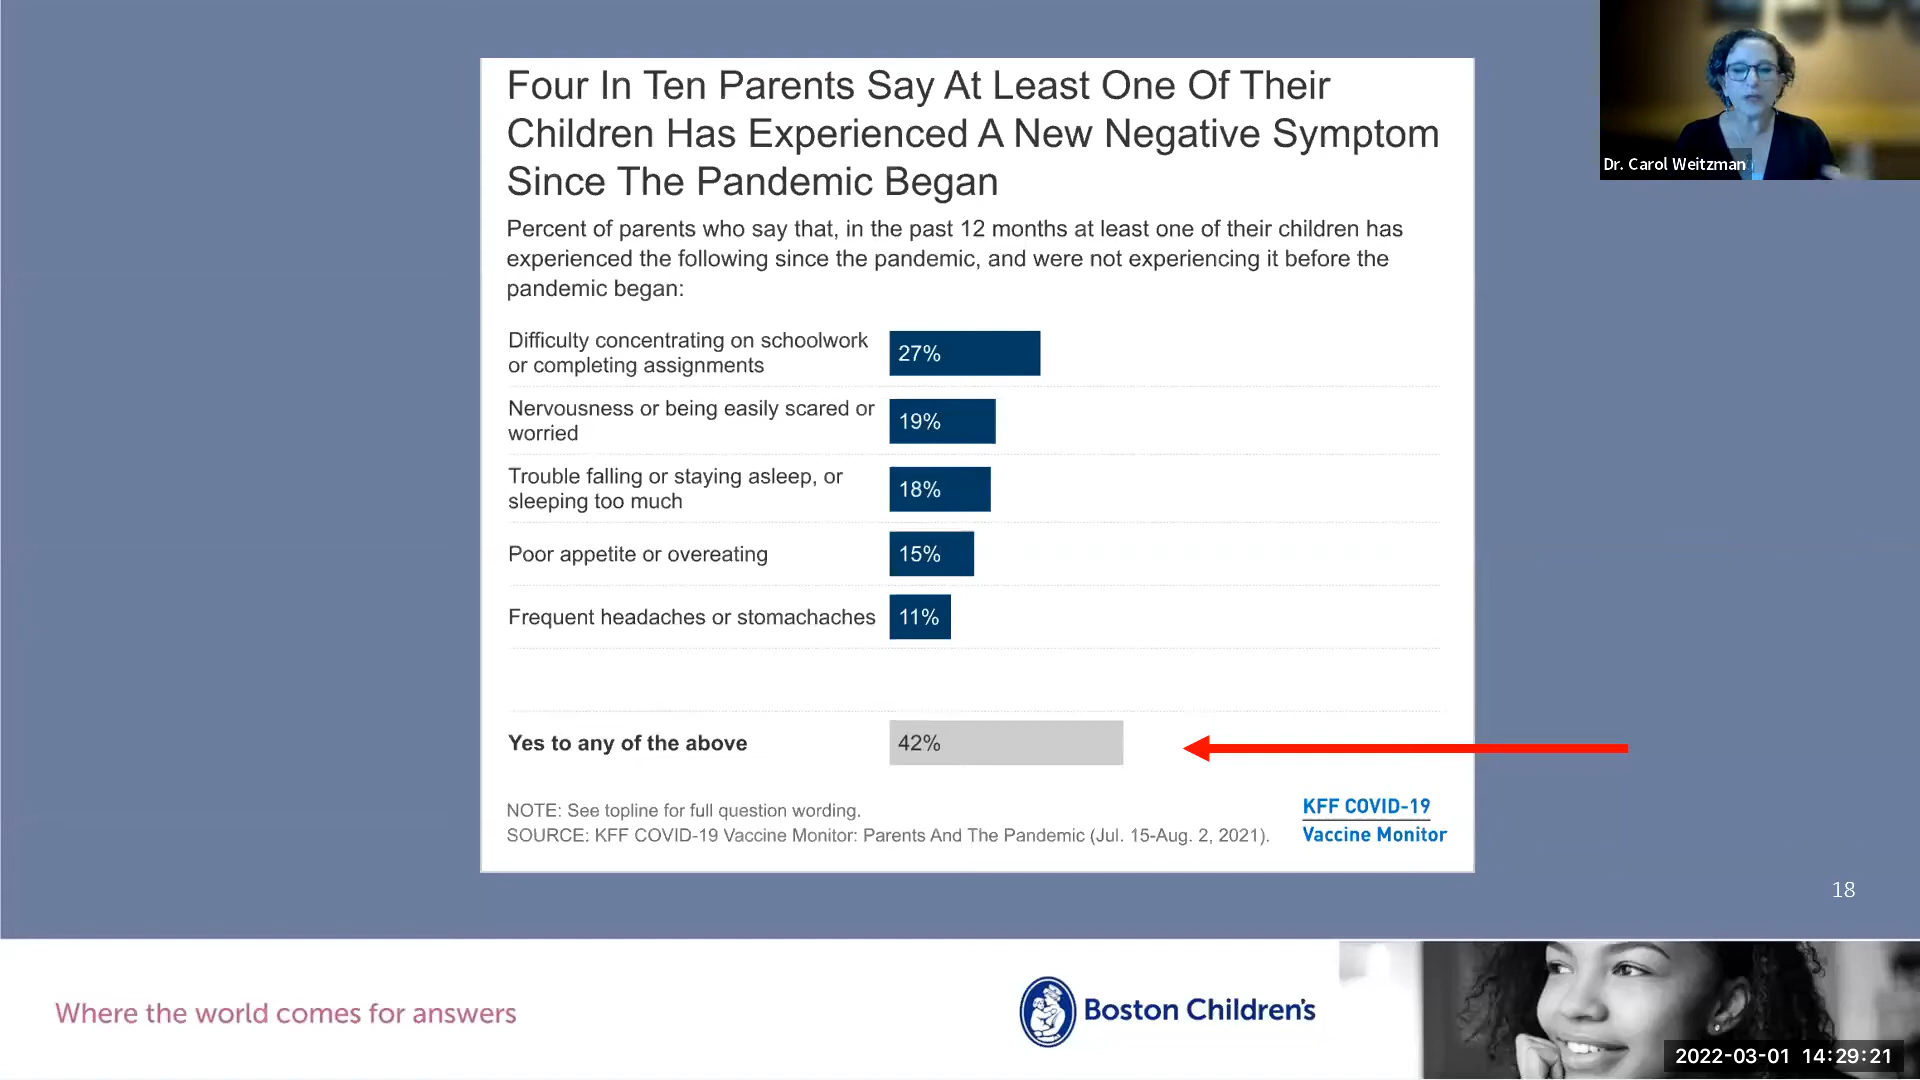 Four In Ten Parents Say At Least One Of Their
Children Has Experienced A New Negative Symptom
Since The Pandemic Began
Percent of parents who say that, in the past 12 months at least one of their children has
experienced the following since the pandemic, and were not experiencing it before the
pandemic began:
Difficulty concentrating on schoolwork
or completing assignments
27%
Nervousness or being easily scared or
worried
19%
Trouble falling or staying asleep, or
sleeping too much
18%
Poor appetite or overeating
15%
Frequent headaches or stomachaches
11%
Yes to any of the above
42%
NOTE: See topline for full question wording.
SOURCE: KFF COVID-19 Vaccine Monitor: Parents And The Pandemic (Jul. 15-Aug. 2, 2021).
KFF COVID-19
Vaccine Monitor
Dr. Carol Weitzman
18
Where the world comes for answers
Boston Children's
2022-03-01 14:29:21